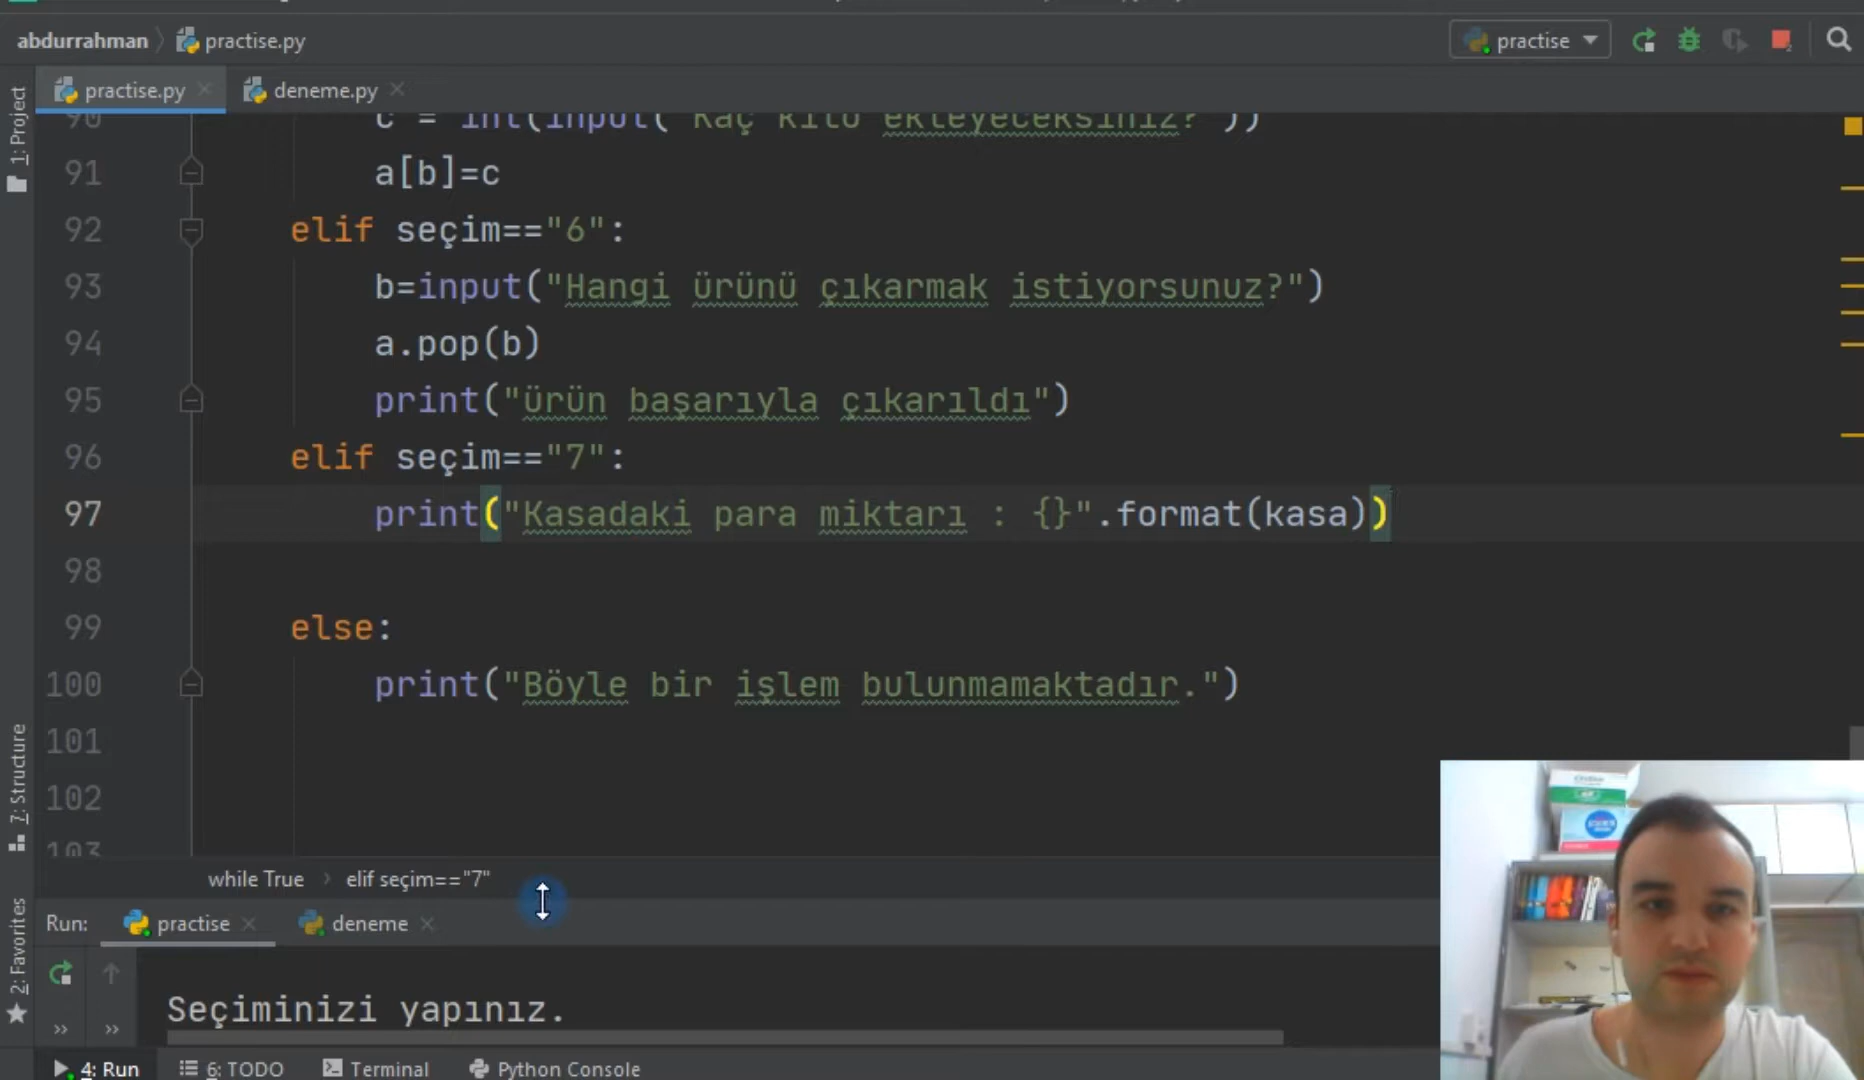 abdurrahman practise.py practise
practise.py deneme.py
90 c = int(input("Kaç kilo ekleyeceksiniz?"))
91 a[b]=c
92 elif seçim=="6":
93 b=input("Hangi ürünü çıkarmak istiyorsunuz?")
94 a.pop(b)
95 print("ürün başarıyla çıkarıldı")
96 elif seçim=="7":
97 print("Kasadaki para miktarı : {}".format(kasa))
98
99 else:
100 print("Böyle bir işlem bulunmamaktadır.")
101
102
103
1: Project
7: Structure
2: Favorites
while True elif seçim=="7"
Run: practise deneme
Seçiminizi yapınız.
4: Run 6: TODO Terminal Python Console